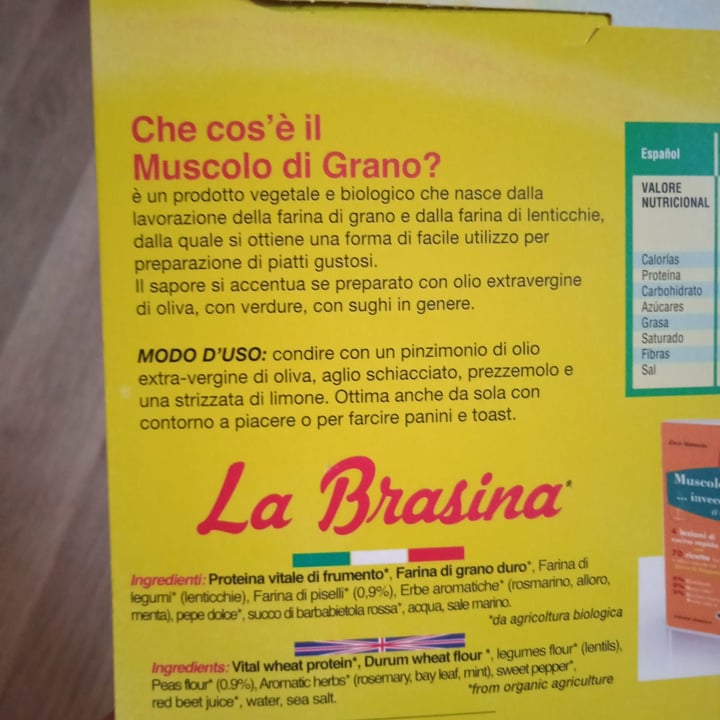 Che cos'è il
Muscolo di Grano?
è un prodotto vegetale e biologico che nasce dalla
lavorazione della farina di grano e dalla farina di lenticchie,
dalla quale si ottiene una forma di facile utilizzo per
preparazione di piatti gustosi.
Il sapore si accentua se preparato con olio extravergine
di oliva, con verdure, con sughi in genere.
MODO D'USO: condire con un pinzimonio di olio
extra-vergine di oliva, aglio schiacciato, prezzemolo e
una strizzata di limone. Ottima anche da sola con
contorno a piacere o per farcire panini e toast.
La Brasina*
Ingredienti: Proteina vitale di frumento*, Farina di grano duro*, Farina di
legumi* (lenticchie), Farina di piselli* (0,9%), Erbe aromatiche* (rosmarino, alloro,
menta), pepe dolce*, succo di barbabietola rossa*, acqua, sale marino.
*da agricoltura biologica
Ingredients: Vital wheat protein*, Durum wheat flour *, legumes flour* (lentils),
Peas flour* (0.9%), Aromatic herbs* (rosemary, bay leaf, mint), sweet pepper*,
red beet juice*, water, sea salt.
*from organic agriculture
Español
VALORE
NUTRICIONAL
Calorías
Proteina
Carbohidrato
Azúcares
Grasa
Saturado
Fibras
Sal
Muscolo
... invece